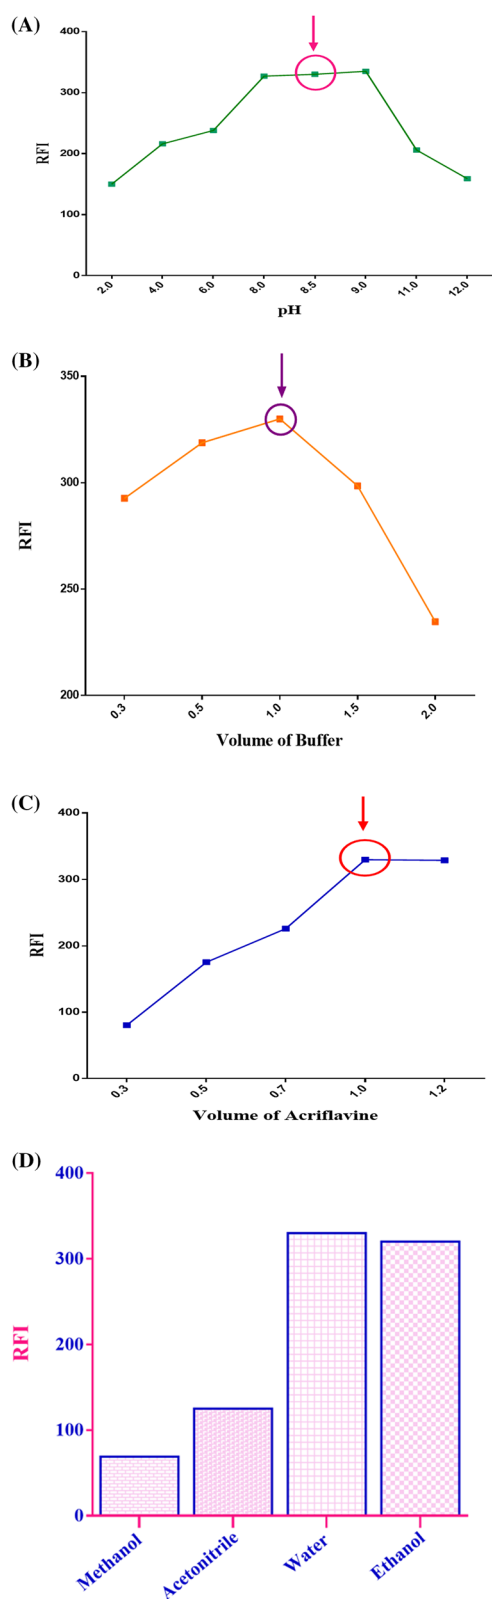 (A)
400
300
200
100
0
RFI
2.0
4.0
6.0
8.0
8.5
9.0
11.0
12.0
pH
(B)
350
300
250
200
RFI
0.3
0.5
1.0
1.5
2.0
Volume of Buffer
(C)
400
300
200
100
0
RFI
0.3
0.5
0.7
1.0
1.2
Volume of Acriflavine
(D)
400
300
200
100
0
RFI
Methanol
Acetonitrile
Water
Ethanol